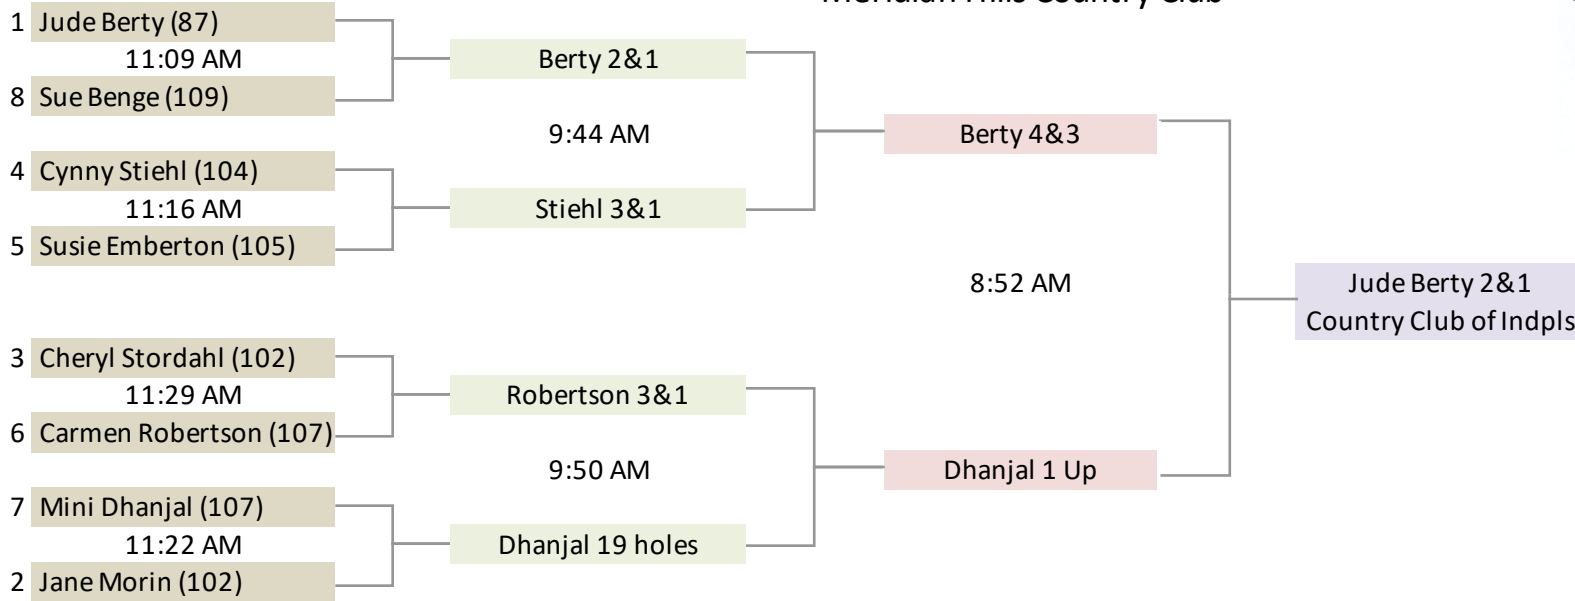 Meridian Hills Country Club
1 Jude Berty (87)
11:09 AM
8 Sue Benge (109)
Berty 2&1
9:44 AM
4 Cynny Stiehl (104)
11:16 AM
5 Susie Emberton (105)
Stiehl 3&1
Berty 4&3
8:52 AM
3 Cheryl Stordahl (102)
11:29 AM
6 Carmen Robertson (107)
Robertson 3&1
9:50 AM
7 Mini Dhanjal (107)
11:22 AM
2 Jane Morin (102)
Dhanjal 19 holes
Dhanjal 1 Up
Jude Berty 2&1
Country Club of Indpls